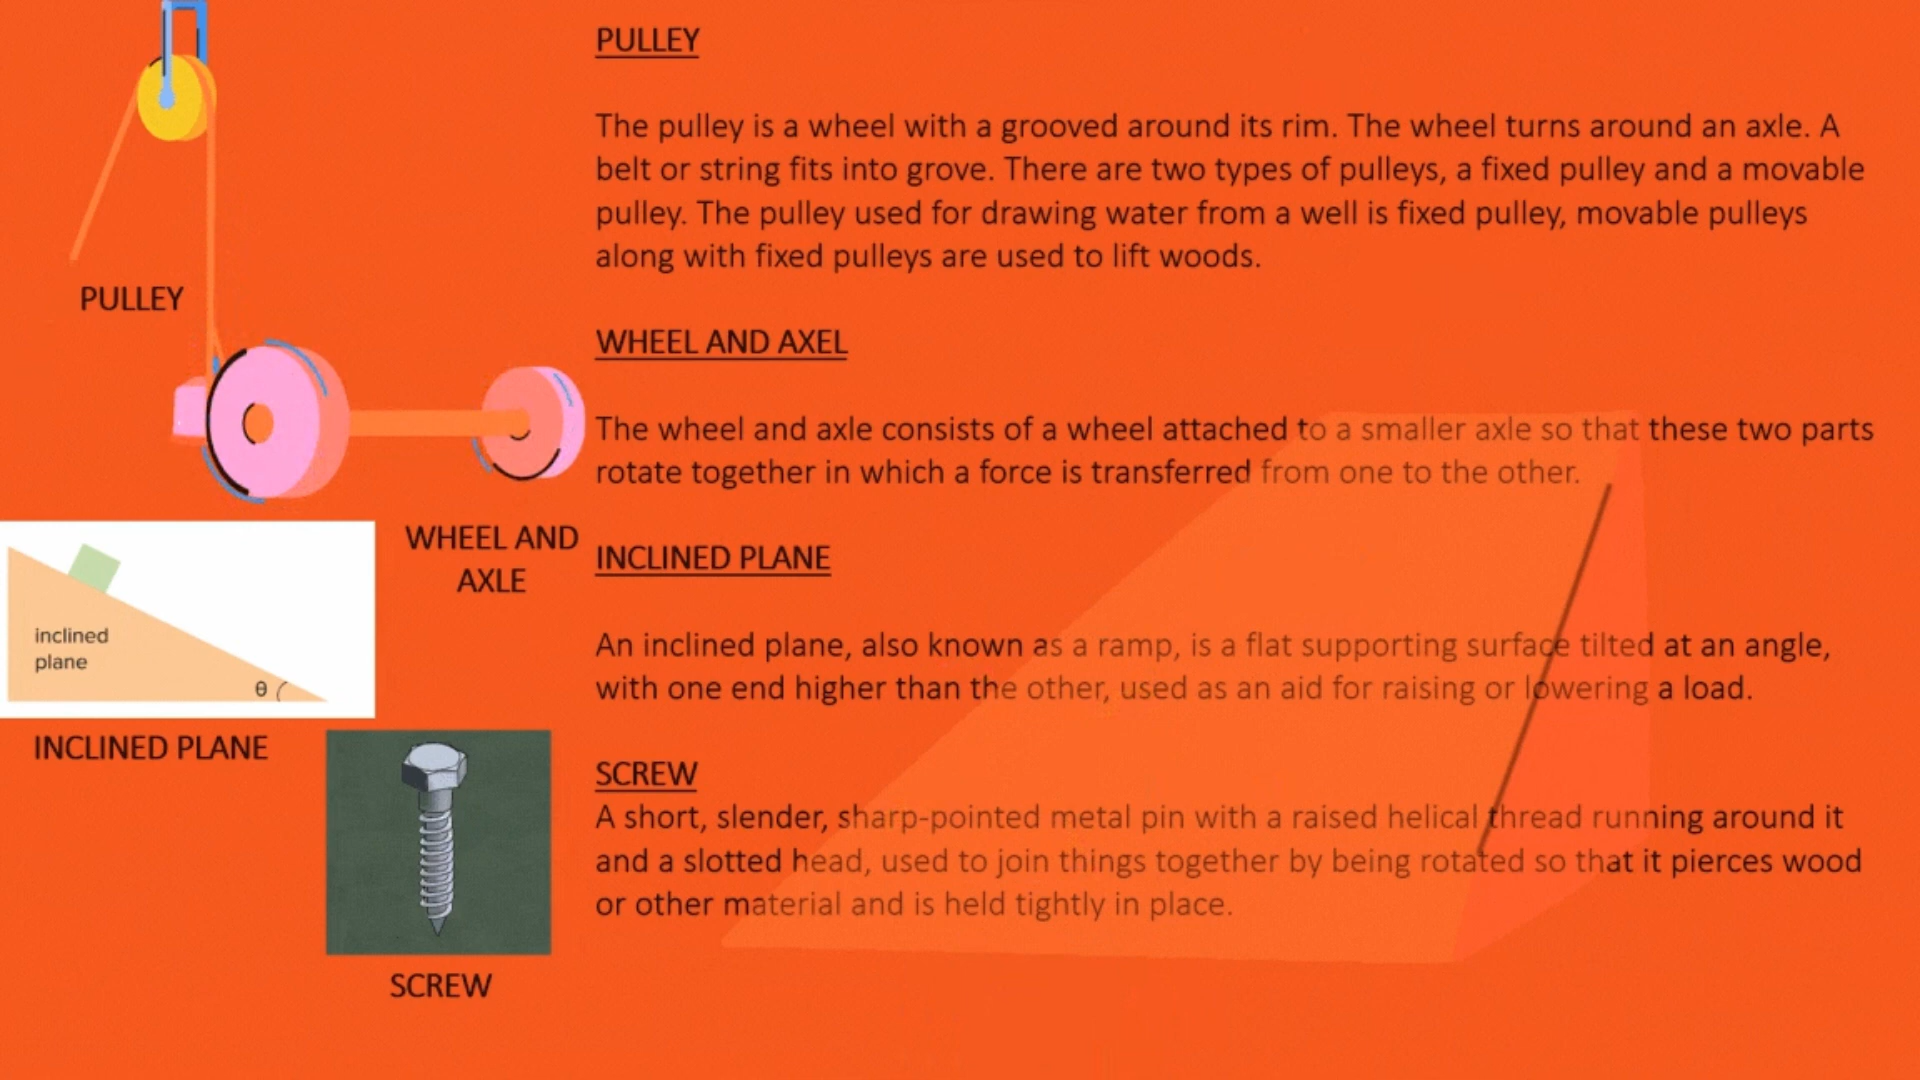 PULLEY
The pulley is a wheel with a grooved around its rim. The wheel turns around an axle. A
belt or string fits into grove. There are two types of pulleys, a fixed pulley and a movable
pulley. The pulley used for drawing water from a well is fixed pulley, movable pulleys
along with fixed pulleys are used to lift woods.
PULLEY
WHEEL AND AXEL
The wheel and axle consists of a wheel attached to a smaller axle so that these two parts
rotate together in which a force is transferred from one to the other.
WHEEL AND
AXLE
INCLINED PLANE
An inclined plane, also known as a ramp, is a flat supporting surface tilted at an angle,
with one end higher than the other, used as an aid for raising or lowering a load.
inclined
plane
θ
INCLINED PLANE
SCREW
A short, slender, sharp-pointed metal pin with a raised helical thread running around it
and a slotted head, used to join things together by being rotated so that it pierces wood
or other material and is held tightly in place.
SCREW